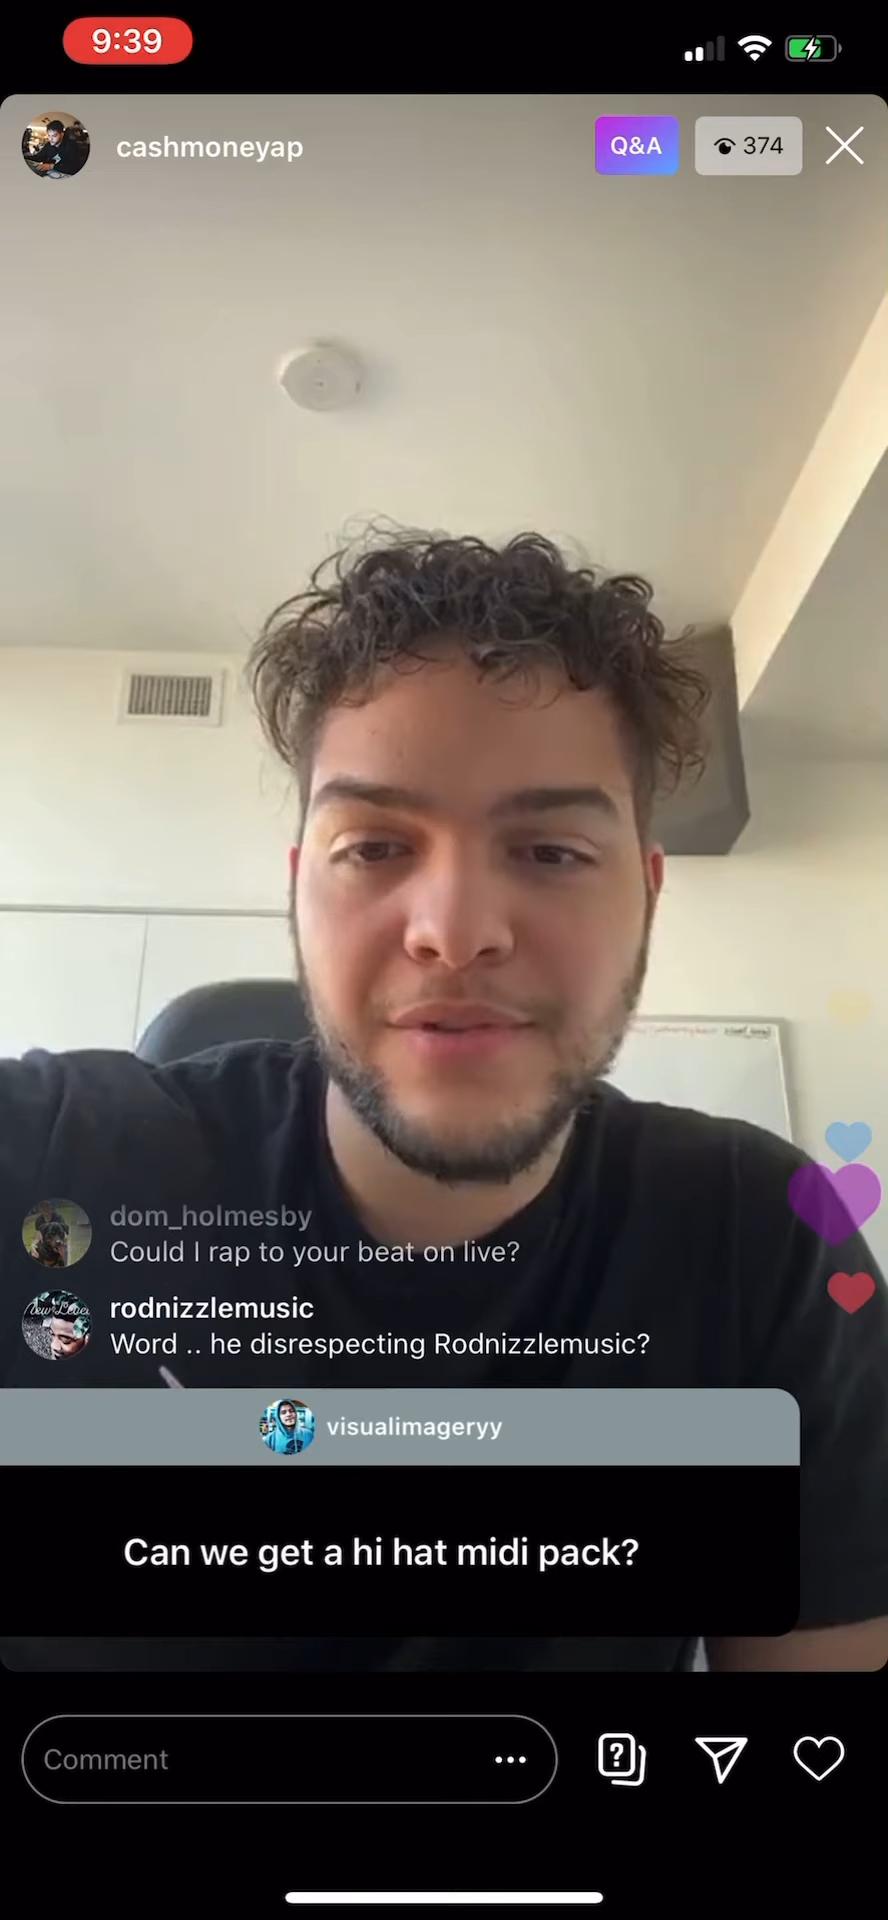 9:39
cashmoneyap
Q&A
374
dom_holmesby
Could I rap to your beat on live?
rodnizzlemusic
Word .. he disrespecting Rodnizzlemusic?
visualimageryy
Can we get a hi hat midi pack?
Comment